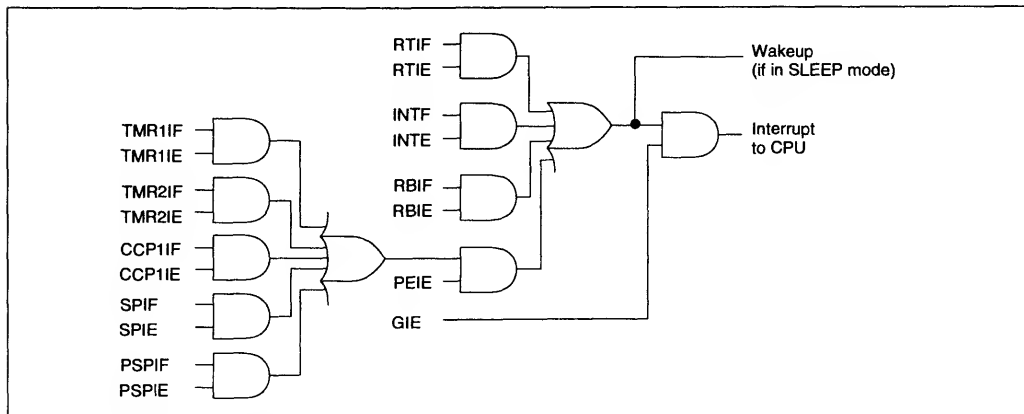 RTIF
RTIE
INTF
INTE
RBIF
RBIE
PEIE
GIE
TMR1IF
TMR1IE
TMR2IF
TMR2IE
CCP1IF
CCP1IE
SPIF
SPIE
PSPIF
PSPIE
Wakeup
(if in SLEEP mode)
Interrupt
to CPU